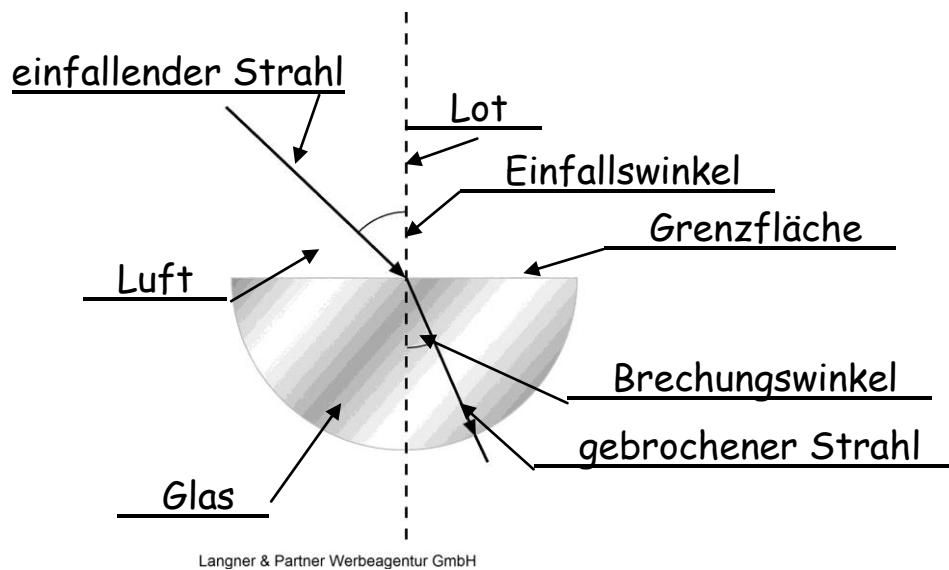 einfallender Strahl
Lot
Einfallswinkel
Grenzfläche
Luft
Brechungswinkel
gebrochener Strahl
Glas
Langner & Partner Werbeagentur GmbH